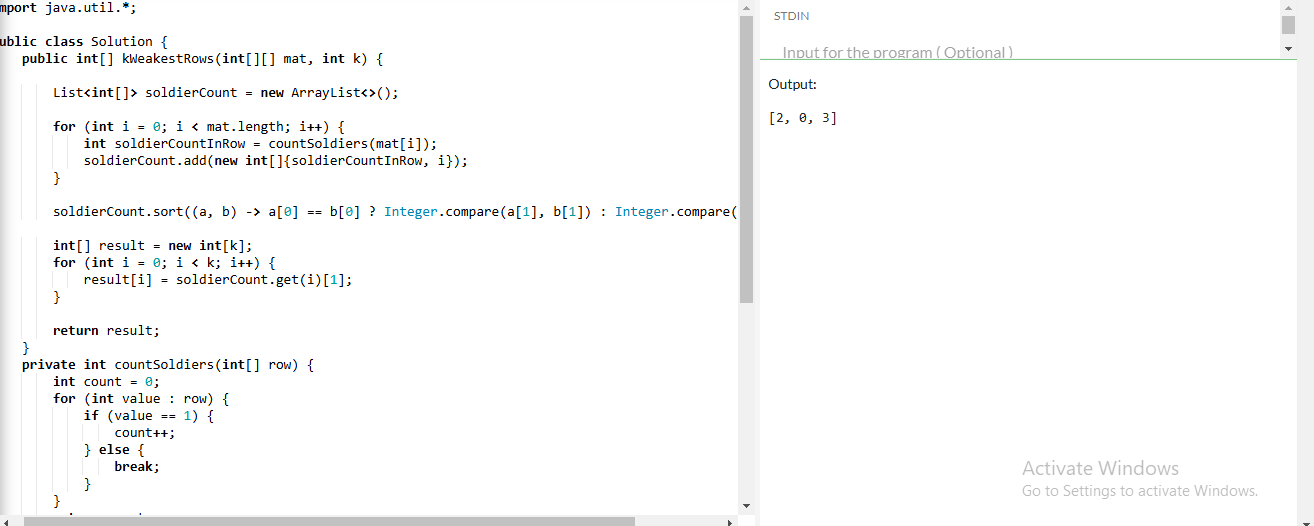 mport java.util.*;
ublic class Solution {
public int[] kWeakestRows(int[][] mat, int k) {
List<int[]> soldierCount = new ArrayList<>();
for (int i = 0; i < mat.length; i++) {
int soldierCountInRow = countSoldiers(mat[i]);
soldierCount.add(new int[]{soldierCountInRow, i});
}
soldierCount.sort((a, b) -> a[0] == b[0] ? Integer.compare(a[1], b[1]) : Integer.compare(
int[] result = new int[k];
for (int i = 0; i < k; i++) {
result[i] = soldierCount.get(i)[1];
}
return result;
}
private int countSoldiers(int[] row) {
int count = 0;
for (int value : row) {
if (value == 1) {
count++;
} else {
break;
}
}
STDIN
Input for the program ( Optional )
Output:
[2, 0, 3]
Activate Windows
Go to Settings to activate Windows.